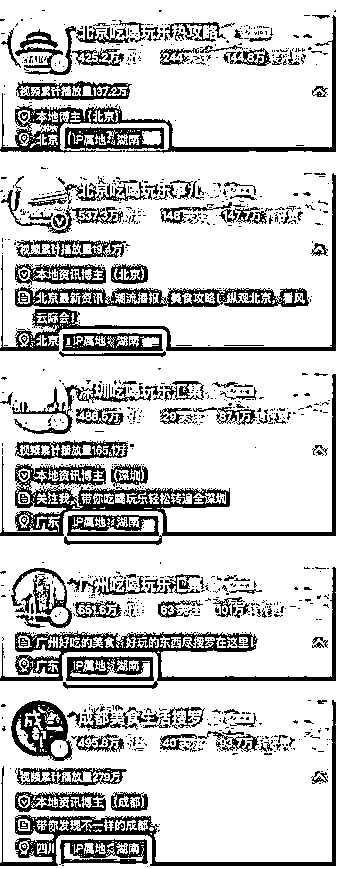 北京吃喝玩乐热攻略
425.2万 244 144.8万
视频累计播放量137.2万
本地博主（北京）
北京 IP属地：湖南
北京吃喝玩乐事儿
537.3万 148 147.7万
视频累计播放量
本地资讯博主（北京）
北京最新资讯、潮流播报、美食攻略！纵观北京，看风
云际会！
北京 IP属地：湖南
深圳吃喝玩乐汇集
29 87.1万
视频累计播放量165.1万
本地资讯博主（深圳）
关注我，带你吃喝玩乐轻松转遍全深圳
广东 IP属地：湖南
广州吃喝玩乐汇集
651.6万 63 101万
广州好吃的美食、好玩的东西尽搜罗在这里！
广东 IP属地：湖南
成都美食生活搜罗
495.6万 40 93.7万
视频累计播放量279万
本地资讯博主（成都）
带你发现不一样的成都。
四川 IP属地：湖南